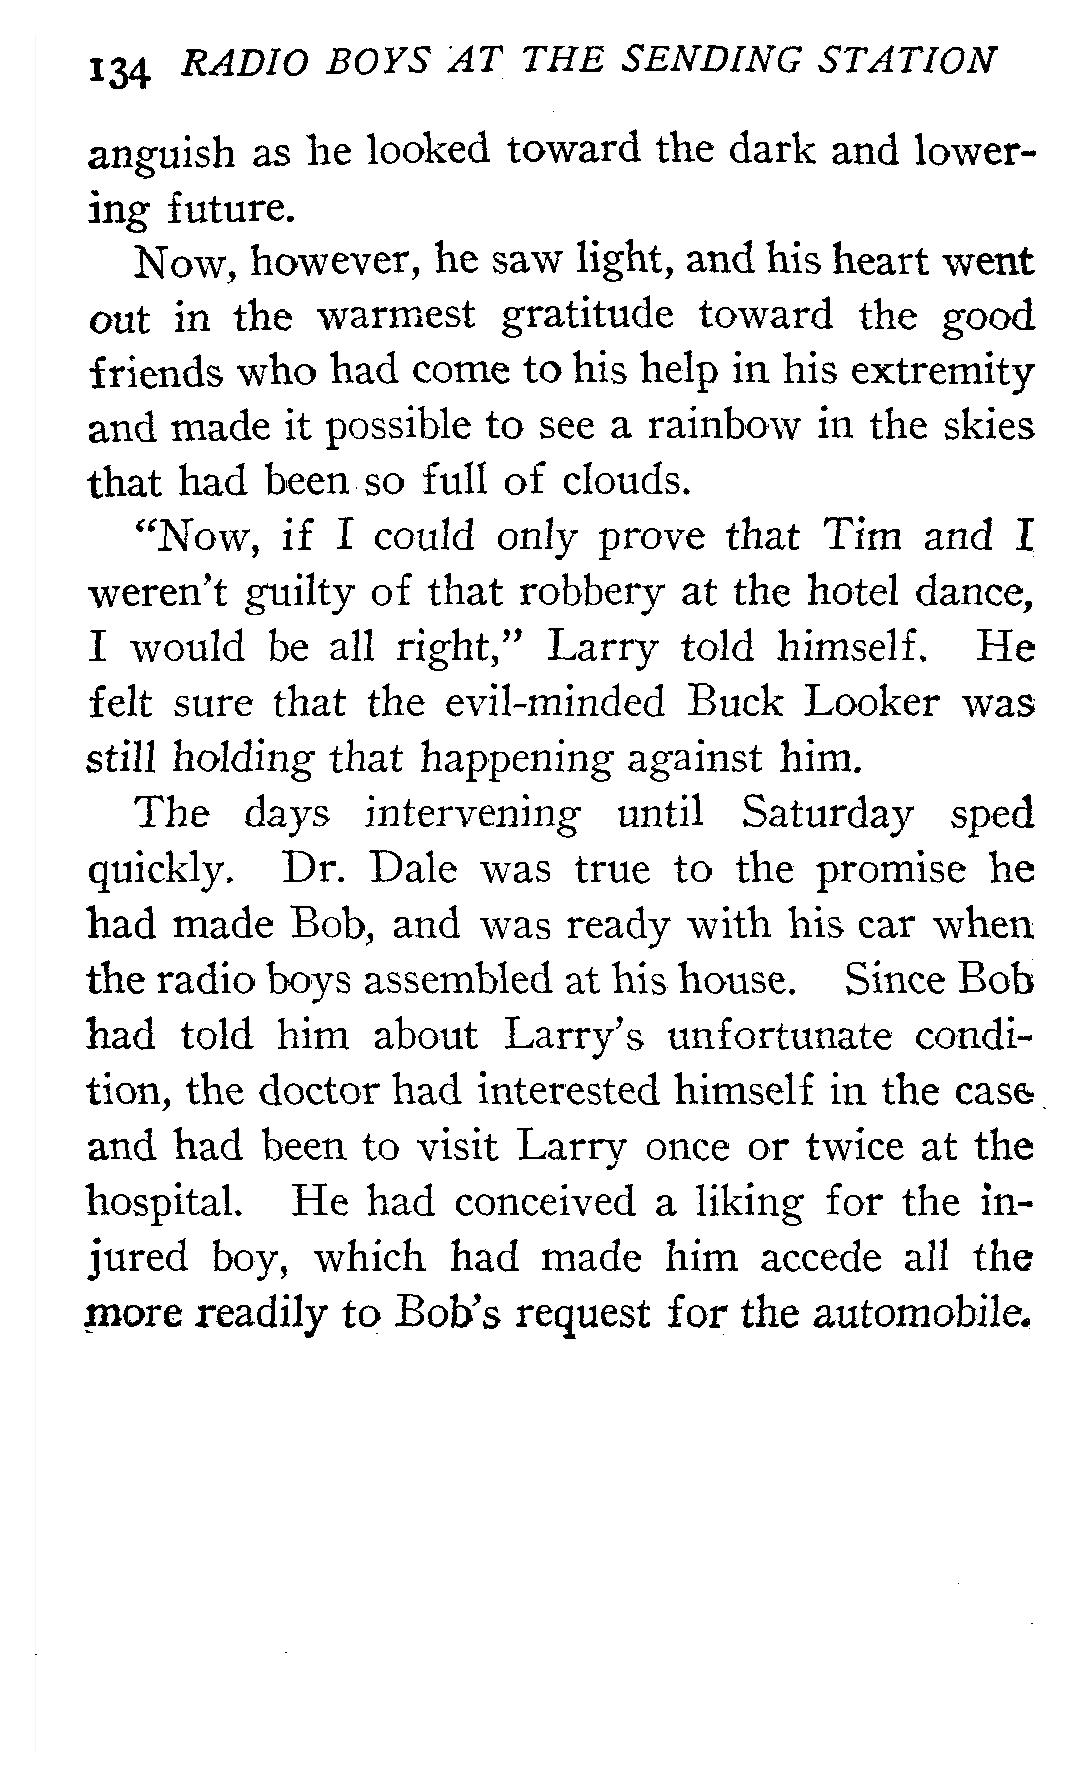 134 RADIO BOYS AT THE SENDING STATION
anguish as he looked toward the dark and lower-
ing future.
Now, however, he saw light, and his heart went
out in the warmest gratitude toward the good
friends who had come to his help in his extremity
and made it possible to see a rainbow in the skies
that had been so full of clouds.
"Now, if I could only prove that Tim and I
weren't guilty of that robbery at the hotel dance,
I would be all right," Larry told himself. He
felt sure that the evil-minded Buck Looker was
still holding that happening against him.
The days intervening until Saturday sped
quickly. Dr. Dale was true to the promise he
had made Bob, and was ready with his car when
the radio boys assembled at his house. Since Bob
had told him about Larry's unfortunate condi-
tion, the doctor had interested himself in the case
and had been to visit Larry once or twice at the
hospital. He had conceived a liking for the in-
jured boy, which had made him accede all the
more readily to Bob's request for the automobile.